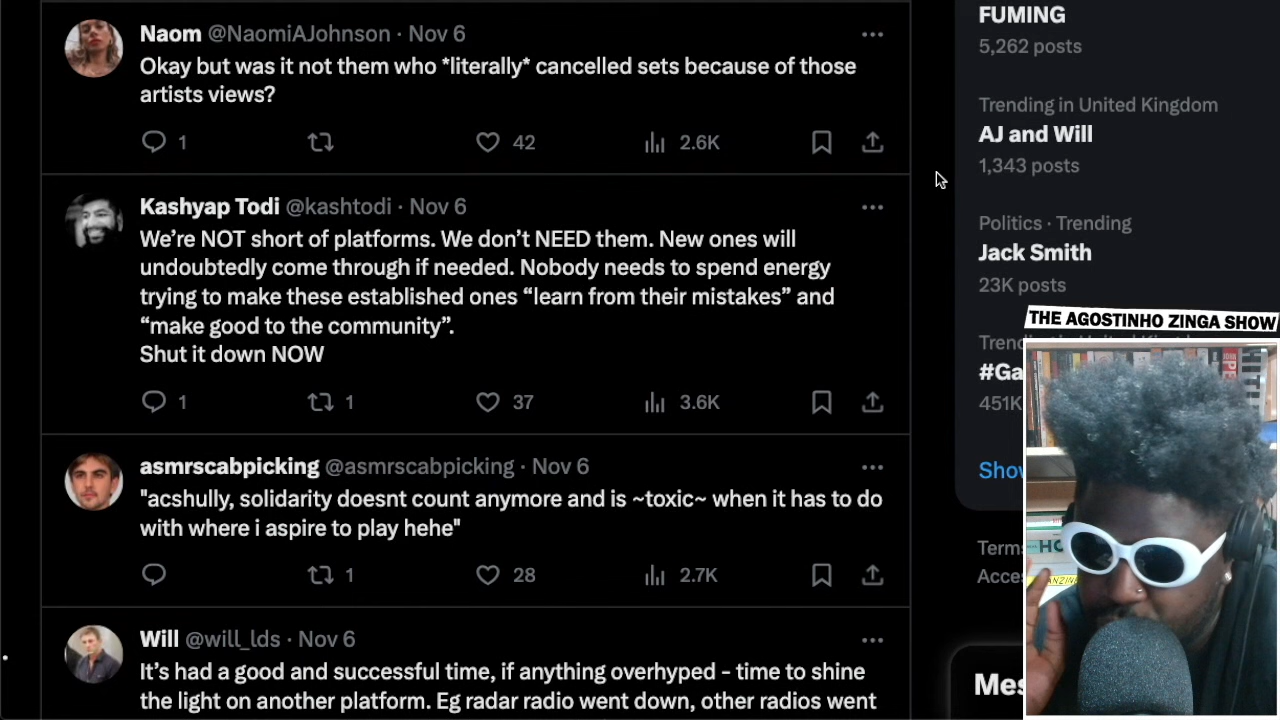 Naom @NaomiAJohnson · Nov 6
Okay but was it not them who *literally* cancelled sets because of those
artists views?
1 42 2.6K
Kashyap Todi @kashtodi · Nov 6
We’re NOT short of platforms. We don’t NEED them. New ones will
undoubtedly come through if needed. Nobody needs to spend energy
trying to make these established ones “learn from their mistakes” and
“make good to the community”.
Shut it down NOW
1 1 37 3.6K
asmrscabpicking @asmrscabpicking · Nov 6
"acshully, solidarity doesnt count anymore and is ~toxic~ when it has to do
with where i aspire to play hehe"
1 28 2.7K
Will @will_lds · Nov 6
It’s had a good and successful time, if anything overhyped - time to shine
the light on another platform. Eg radar radio went down, other radios went
FUMING
5,262 posts
Trending in United Kingdom
AJ and Will
1,343 posts
Politics · Trending
Jack Smith
23K posts
#Ga
451K
Show
Terms
Acce
Mes
THE AGOSTINHO ZINGA SHOW